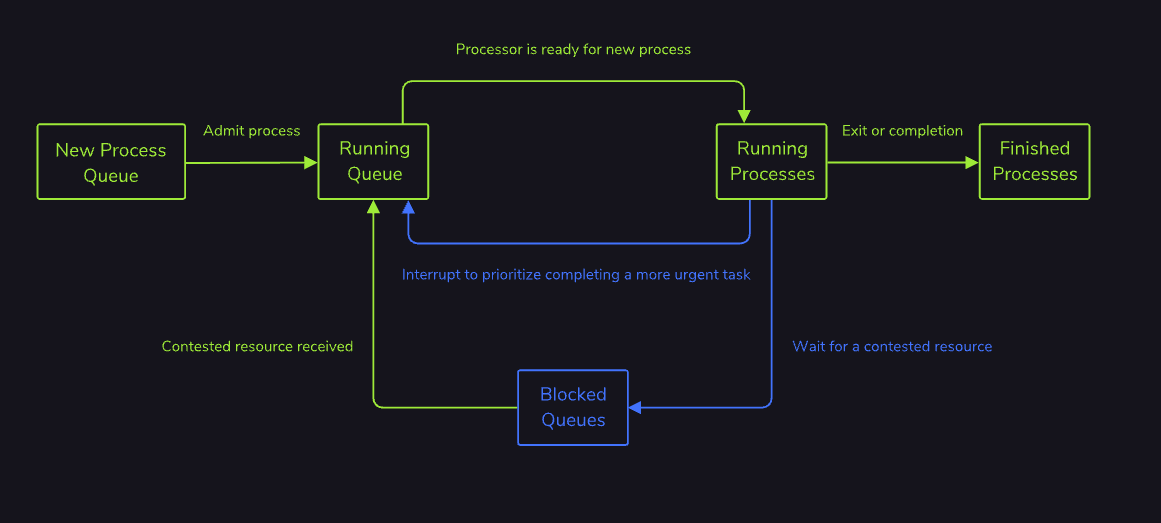 Processor is ready for new process
New Process
Queue
Admit process
Running
Queue
Running
Processes
Exit or completion
Finished
Processes
Interrupt to prioritize completing a more urgent task
Contested resource received
Wait for a contested resource
Blocked
Queues